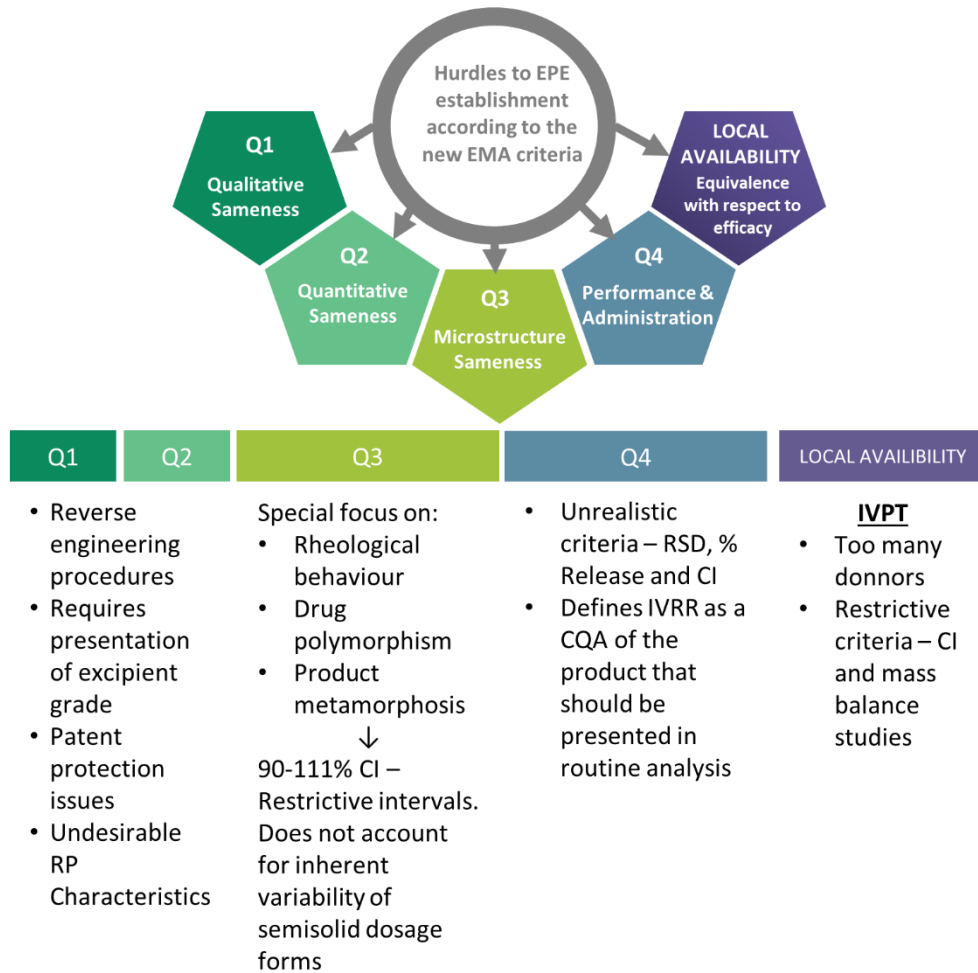 Hurdles to EPE
establishment
according to the
new EMA criteria
Q1
Qualitative
Sameness
Q2
Quantitative
Sameness
Q3
Microstructure
Sameness
Q4
Performance &
Administration
LOCAL
AVAILABILITY
Equivalence
with respect to
efficacy
Q1
Q2
Q3
Q4
LOCAL AVAILIBILITY
• Reverse
engineering
procedures
• Requires
presentation
of excipient
grade
• Patent
protection
issues
• Undesirable
RP
Characteristics
Special focus on:
• Rheological
behaviour
• Drug
polymorphism
• Product
metamorphosis
↓
90-111% CI –
Restrictive intervals.
Does not account
for inherent
variability of
semisolid dosage
forms
• Unrealistic
criteria – RSD, %
Release and CI
• Defines IVRR as a
CQA of the
product that
should be
presented in
routine analysis
IVPT
• Too many
donnors
• Restrictive
criteria – CI
and mass
balance
studies